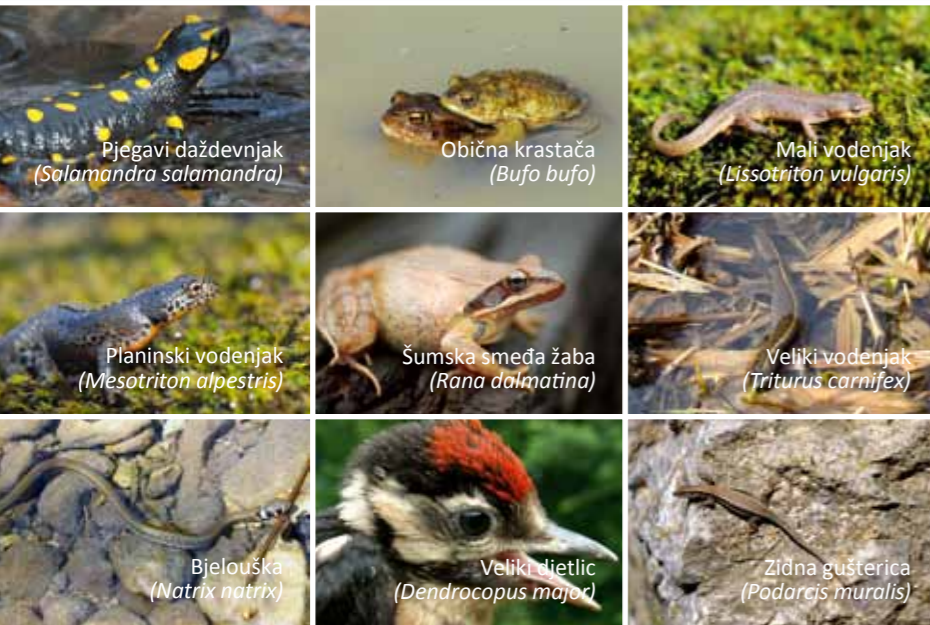 Pjegavi daždevnjak
(Salamandra salamandra)
Obična krastača
(Bufo bufo)
Mali vodenjak
(Lissotriton vulgaris)
Planinski vodenjak
(Mesotriton alpestris)
Šumska smeđa žaba
(Rana dalmatina)
Veliki vodenjak
(Triturus carnifex)
Bjelouška
(Natrix natrix)
Veliki djetlic
(Dendrocopus major)
Zidna gušterica
(Podarcis muralis)